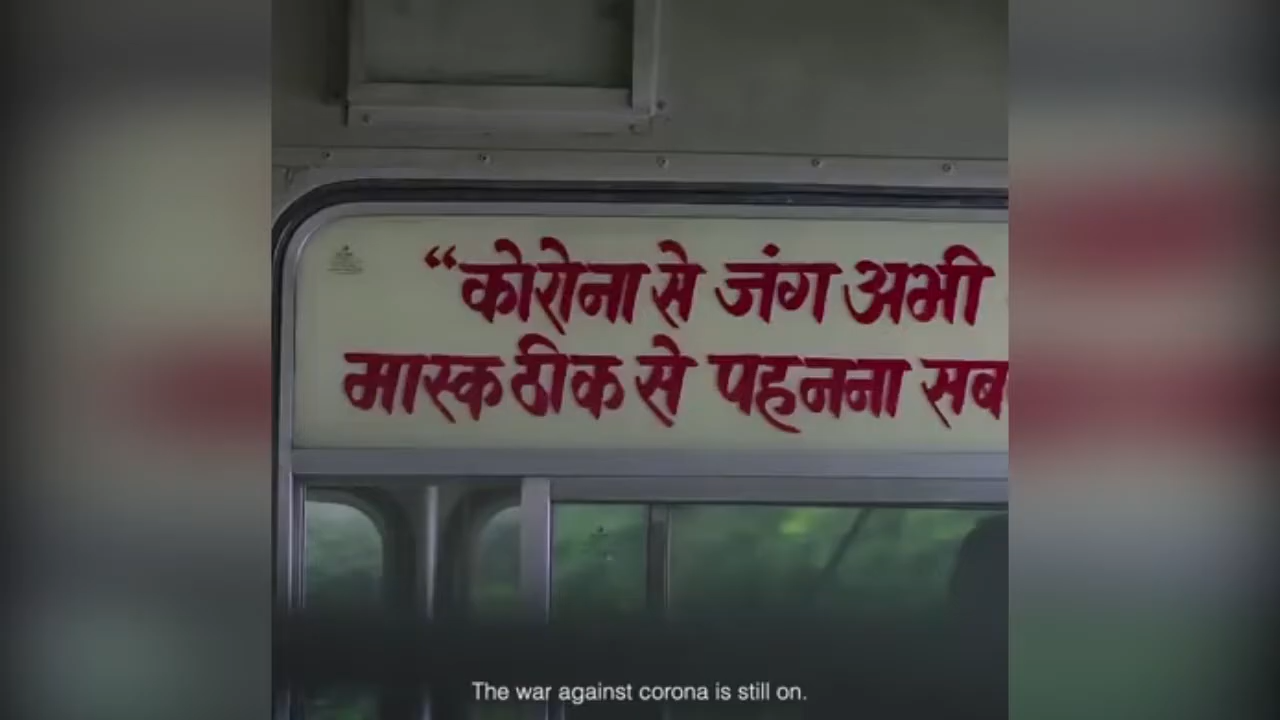 “कोरोना से जंग अभी
मास्क ठीक से पहनना सब
The war against corona is still on.